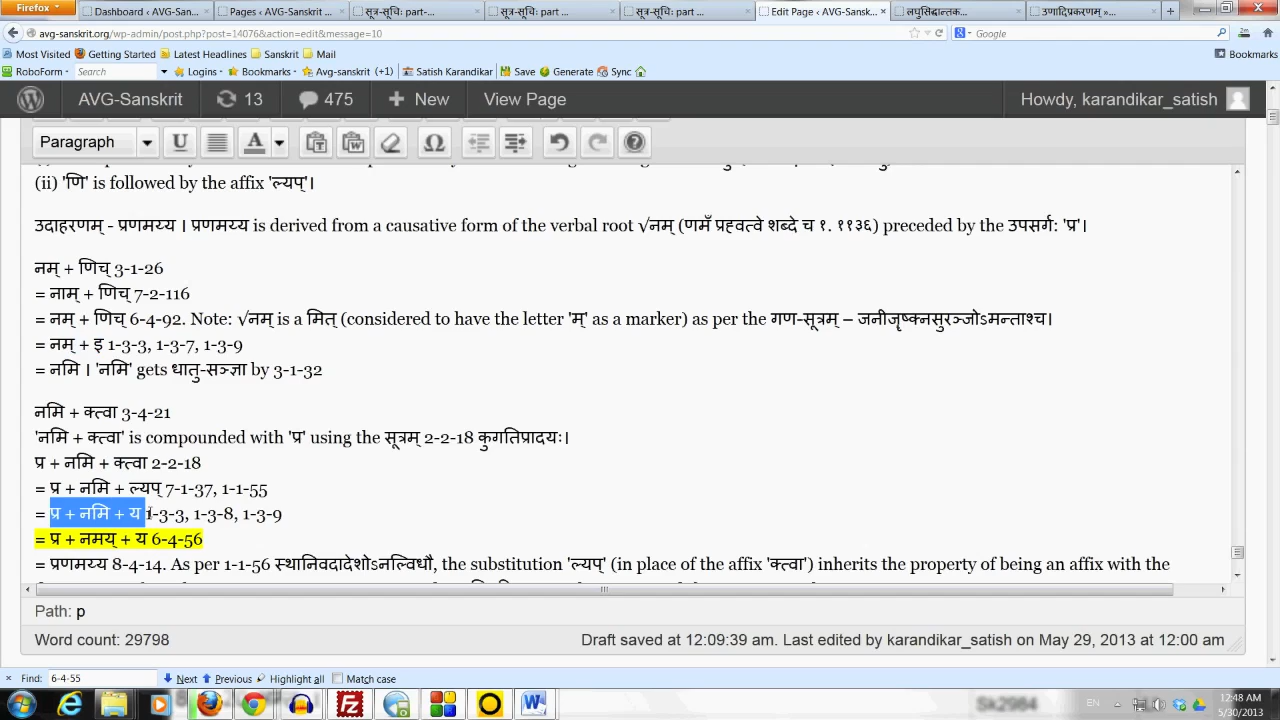 Firefox
Dashboard ‹ AVG-San...
Pages ‹ AVG-Sanskrit ...
सूत्र-सूचिः part-...
सूत्र-सूचिः part ...
सूत्र-सूचिः part ...
Edit Page ‹ AVG-Sansk...
लघुसिद्धान्तक...
उणादिप्रकरणम् »...
avg-sanskrit.org/wp-admin/post.php?post=14076&action=edit&message=10
Google
Most Visited Getting Started Latest Headlines Sanskrit Mail Bookmarks
RoboForm Search Logins Bookmarks Avg-sanskrit (+1) Satish Karandikar Save Generate Sync
AVG-Sanskrit 13 475 + New View Page Howdy, karandikar_satish
Paragraph U A Ω
(ii) 'णि' is followed by the affix 'ल्यप्'।
उदाहरणम् - प्रणमय्य । प्रणमय्य is derived from a causative form of the verbal root √नम् (णमँ प्रह्वत्वे शब्दे च १. ११३६) preceded by the उपसर्ग: 'प्र'।
नम् + णिच् 3-1-26
= नाम् + णिच् 7-2-116
= नम् + णिच् 6-4-92. Note: √नम् is a मित् (considered to have the letter 'म्' as a marker) as per the गण-सूत्रम् – जनीजॄष्क्नसुरञ्जोऽमन्ताश्च।
= नम् + इ 1-3-3, 1-3-7, 1-3-9
= नमि । 'नमि' gets धातु-सञ्ज्ञा by 3-1-32
नमि + क्त्वा 3-4-21
'नमि + क्त्वा' is compounded with 'प्र' using the सूत्रम् 2-2-18 कुगतिप्रादयः।
प्र + नमि + क्त्वा 2-2-18
= प्र + नमि + ल्यप् 7-1-37, 1-1-55
= प्र + नमि + य 1-3-3, 1-3-8, 1-3-9
= प्र + नमय् + य 6-4-56
= प्रणमय्य 8-4-14. As per 1-1-56 स्थानिवदादेशोऽनल्विधौ, the substitution 'ल्यप्' (in place of the affix 'क्त्वा') inherits the property of being an affix with the
Path: p
Word count: 29798 Draft saved at 12:09:39 am. Last edited by karandikar_satish on May 29, 2013 at 12:00 am
× Find: 6-4-55 Next Previous Highlight all Match case
EN
12:48 AM
5/30/2013